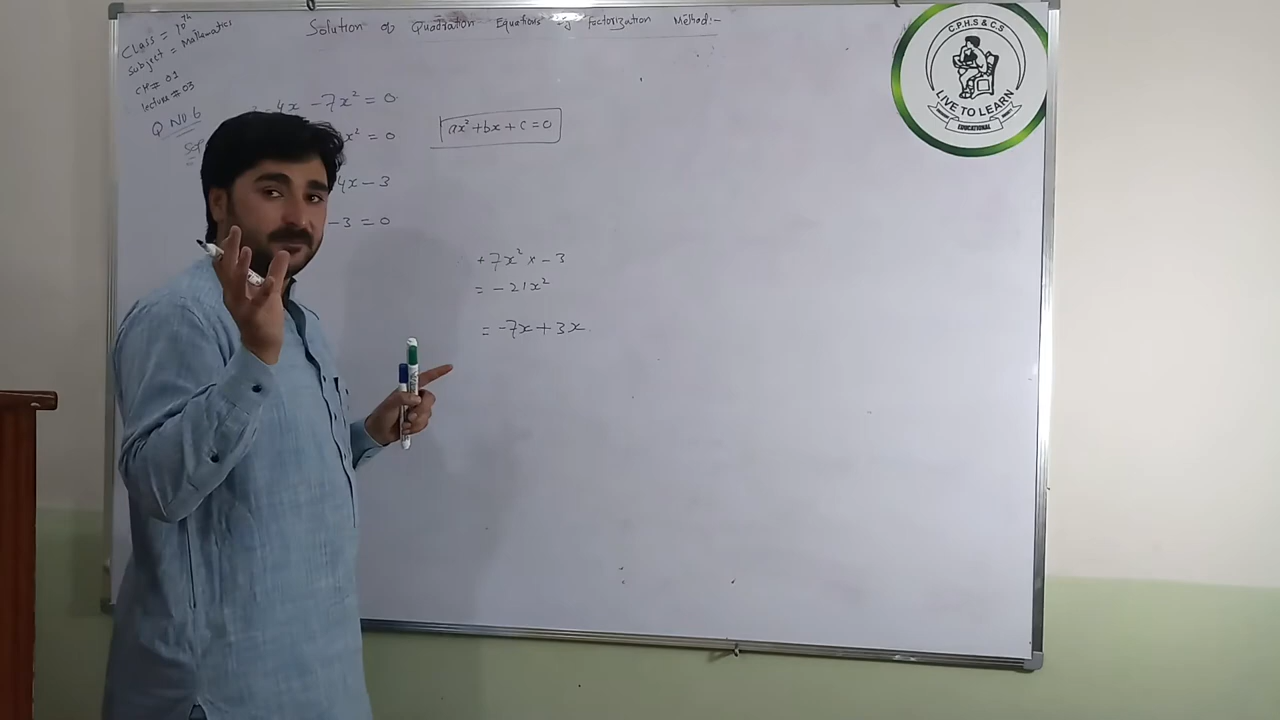 Class = 10th
Subject = Mathematics
CH # 01
lecture # 03
Solution of Quadration Equations by Factorization Method:-
Q NO 6
4x - 7x² = 0
x² = 0
4x - 3
- 3 = 0
ax² + bx + c = 0
+7x² x - 3
= - 21x²
= -7x + 3x
C.P.H.S & C.S
LIVE TO LEARN
EDUCATIONAL